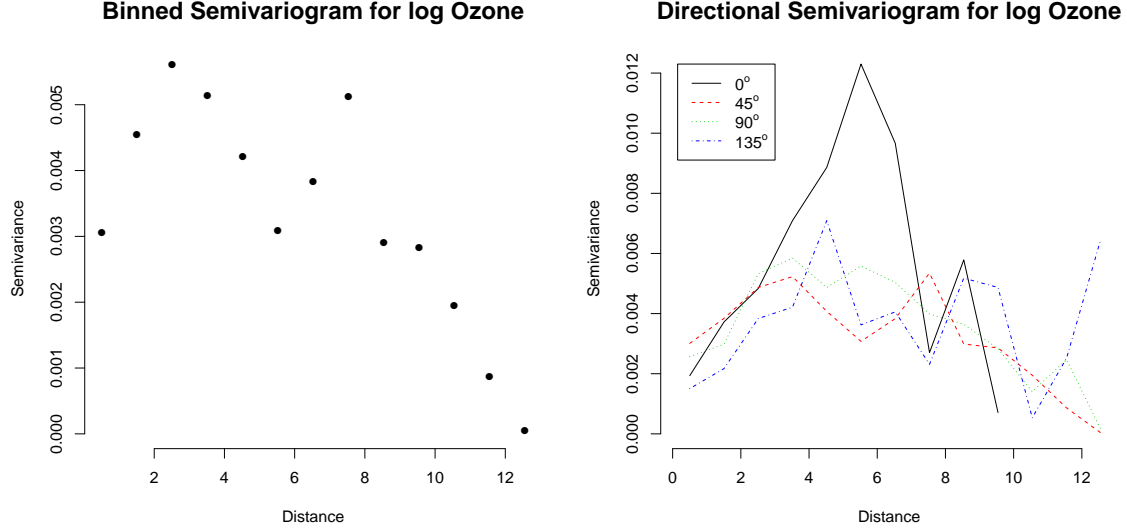 Binned Semivariogram for log Ozone
Semivariance
0.000 0.001 0.002 0.003 0.004 0.005
2 4 6 8 10 12
Distance
Directional Semivariogram for log Ozone
Semivariance
0.000 0.002 0.004 0.006 0.008 0.010 0.012
0°
45°
90°
135°
0 2 4 6 8 10 12
Distance